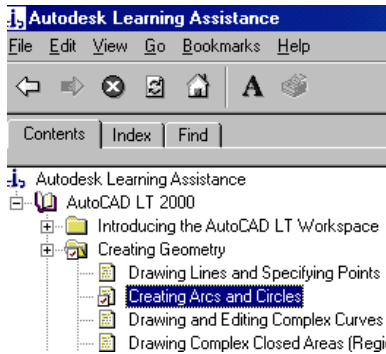 Autodesk Learning Assistance
File Edit View Go Bookmarks Help
A
Contents Index Find
Autodesk Learning Assistance
AutoCAD LT 2000
Introducing the AutoCAD LT Workspace
Creating Geometry
Drawing Lines and Specifying Points
Creating Arcs and Circles
Drawing and Editing Complex Curves
Drawing Complex Closed Areas (Regi